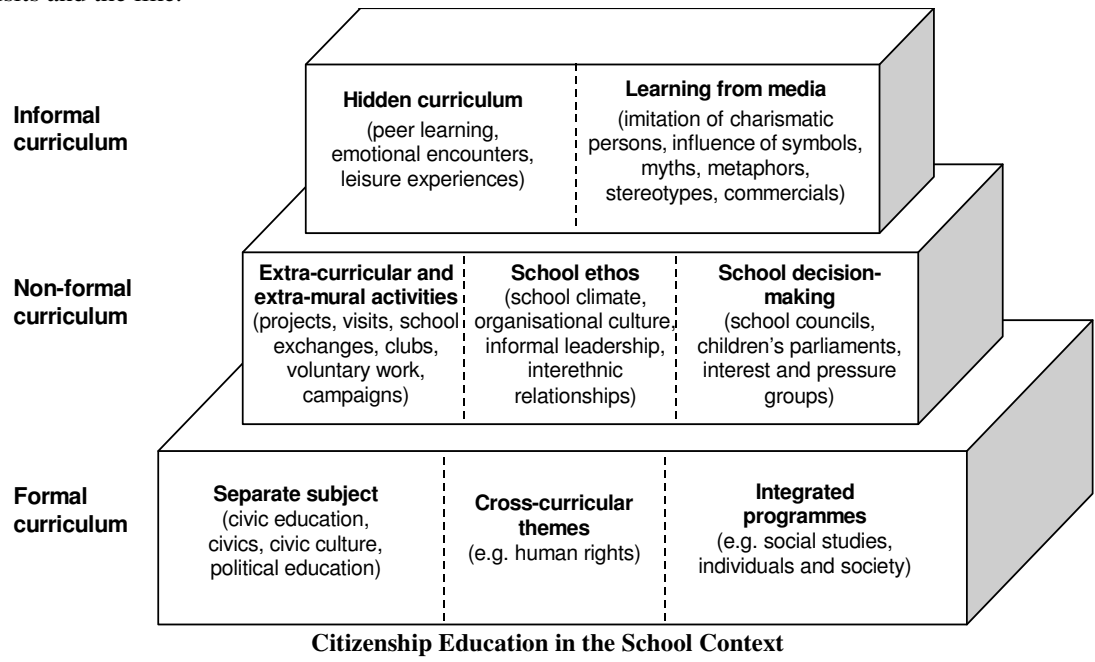 Informal
curriculum
Hidden curriculum
(peer learning,
emotional encounters,
leisure experiences)
Learning from media
(imitation of charismatic
persons, influence of symbols,
myths, metaphors,
stereotypes, commercials)
Non-formal
curriculum
Extra-curricular and
extra-mural activities
(projects, visits, school
exchanges, clubs,
voluntary work,
campaigns)
School ethos
(school climate,
organisational culture,
informal leadership,
interethnic
relationships)
School decision-
making
(school councils,
children's parliaments,
interest and pressure
groups)
Formal
curriculum
Separate subject
(civic education,
civics, civic culture,
political education)
Cross-curricular
themes
(e.g. human rights)
Integrated
programmes
(e.g. social studies,
individuals and society)
Citizenship Education in the School Context